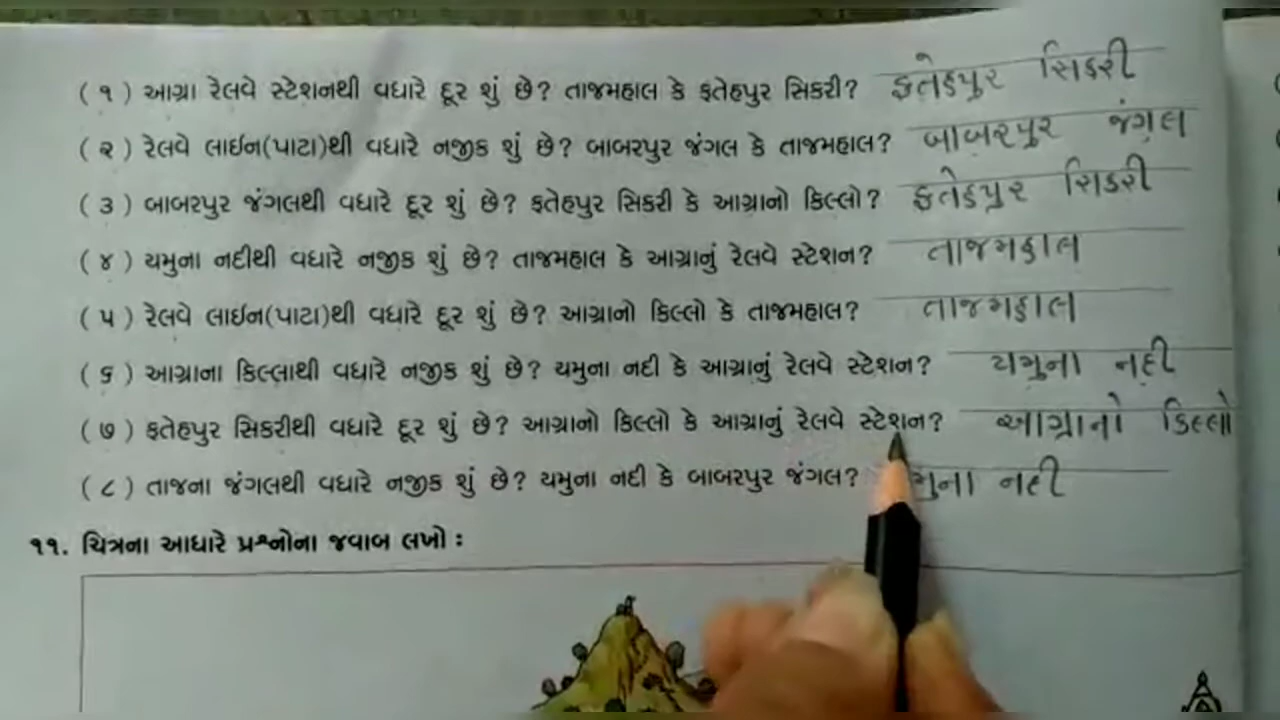 ( ૧ ) આગ્રા રેલવે સ્ટેશનથી વધારે દૂર શું છે? તાજમહાલ કે ફતેહપુર સિકરી? ફતેહપુર સિકરી
( ૨ ) રેલવે લાઈન(પાટા)થી વધારે નજીક શું છે? બાબરપુર જંગલ કે તાજમહાલ? બાબરપુર જંગલ
( ૩ ) બાબરપુર જંગલથી વધારે દૂર શું છે? ફતેહપુર સિકરી કે આગ્રાનો કિલ્લો? ફતેહપુર સિકરી
( ૪ ) યમુના નદીથી વધારે નજીક શું છે? તાજમહાલ કે આગ્રાનું રેલવે સ્ટેશન? તાજમહાલ
( ૫ ) રેલવે લાઈન(પાટા)થી વધારે દૂર શું છે? આગ્રાનો કિલ્લો કે તાજમહાલ? તાજમહાલ
( ૬ ) આગ્રાના કિલ્લાથી વધારે નજીક શું છે? યમુના નદી કે આગ્રાનું રેલવે સ્ટેશન? યમુના નદી
( ૭ ) ફતેહપુર સિકરીથી વધારે દૂર શું છે? આગ્રાનો કિલ્લો કે આગ્રાનું રેલવે સ્ટેશન? આગ્રાનો કિલ્લો
( ૮ ) તાજના જંગલથી વધારે નજીક શું છે? યમુના નદી કે બાબરપુર જંગલ? નદી
૧૧. ચિત્રના આધારે પ્રશ્નોના જવાબ લખો :